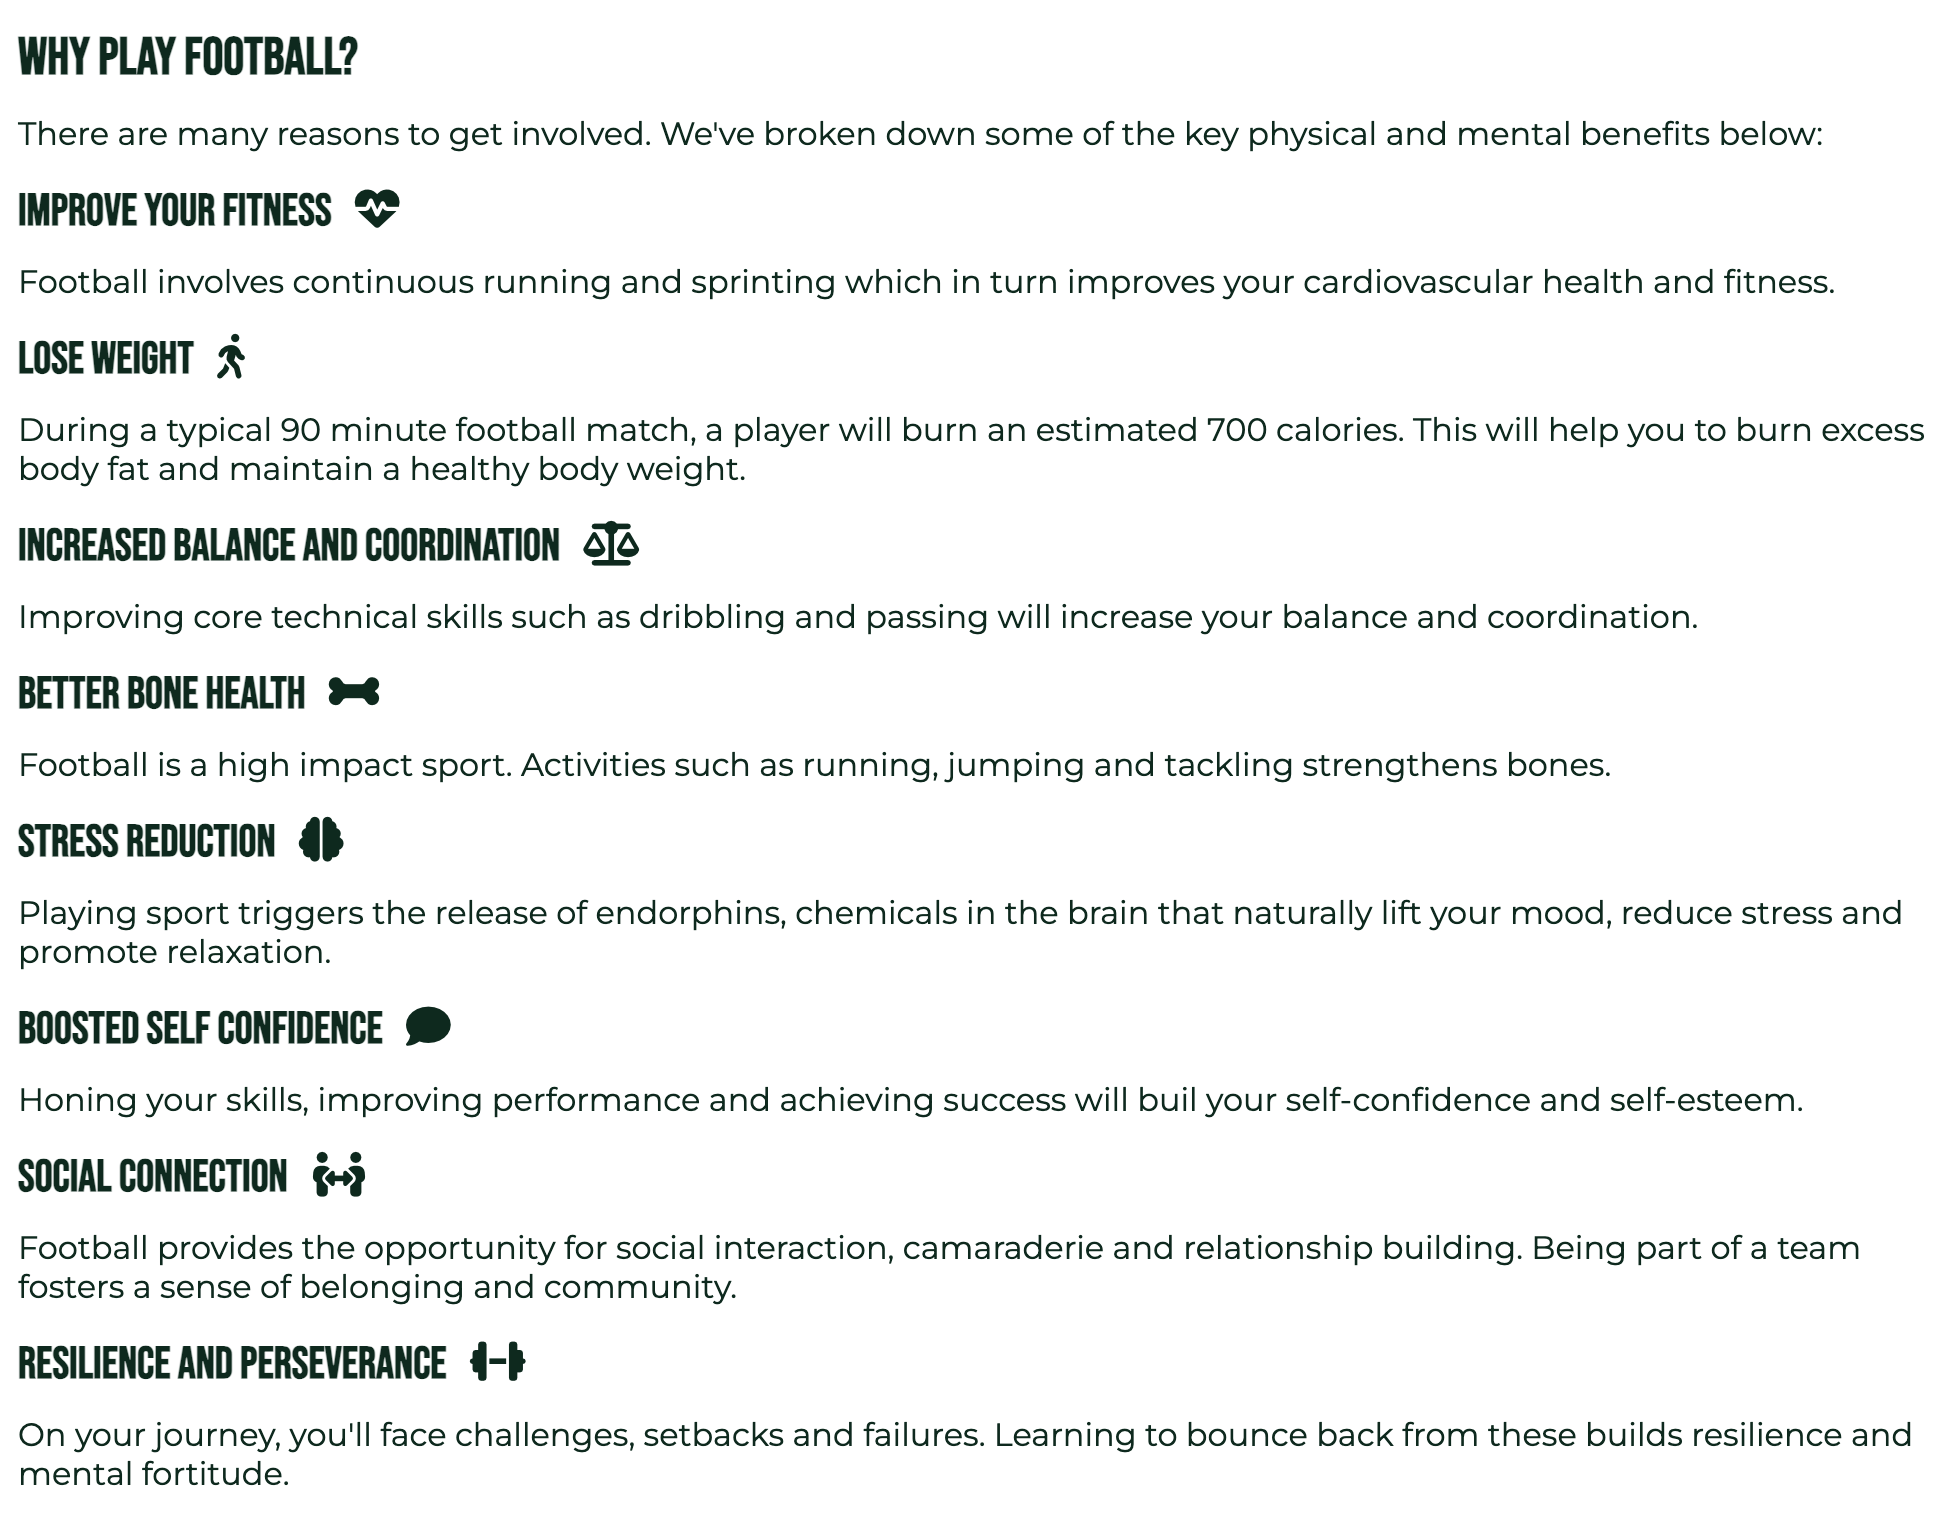 WHY PLAY FOOTBALL?
There are many reasons to get involved. We've broken down some of the key physical and mental benefits below:
IMPROVE YOUR FITNESS
Football involves continuous running and sprinting which in turn improves your cardiovascular health and fitness.
LOSE WEIGHT
During a typical 90 minute football match, a player will burn an estimated 700 calories. This will help you to burn excess
body fat and maintain a healthy body weight.
INCREASED BALANCE AND COORDINATION
Improving core technical skills such as dribbling and passing will increase your balance and coordination.
BETTER BONE HEALTH
Football is a high impact sport. Activities such as running, jumping and tackling strengthens bones.
STRESS REDUCTION
Playing sport triggers the release of endorphins, chemicals in the brain that naturally lift your mood, reduce stress and
promote relaxation.
BOOSTED SELF CONFIDENCE
Honing your skills, improving performance and achieving success will buil your self-confidence and self-esteem.
SOCIAL CONNECTION
Football provides the opportunity for social interaction, camaraderie and relationship building. Being part of a team
fosters a sense of belonging and community.
RESILIENCE AND PERSEVERANCE
On your journey, you'll face challenges, setbacks and failures. Learning to bounce back from these builds resilience and
mental fortitude.